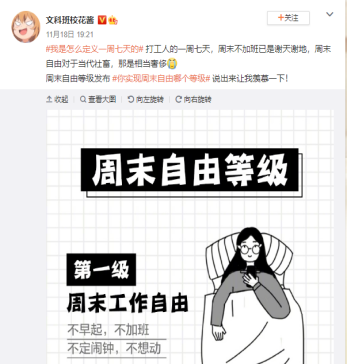 文科班校花酱
+关注
11月18日 19:21
#我是怎么定义一周七天的# 打工人的一周七天，周末不加班已是谢天谢地，周末
自由对于当代社畜，那是相当奢侈
周末自由等级发布 #你实现周末自由哪个等级# 说出来让我羡慕一下！
收起 查看大图 向左旋转 向右旋转
周末自由等级
第一级
周末工作自由
不早起，不加班
不定闹钟，不想动